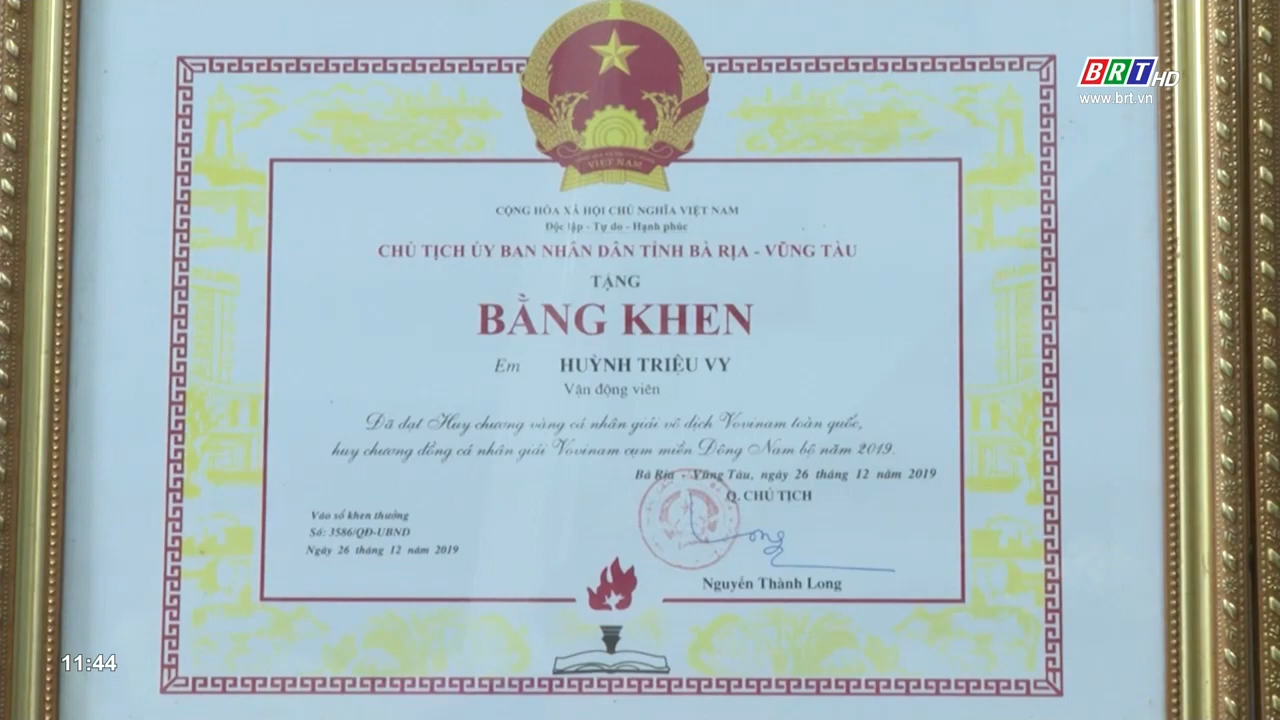 BRT HD
www.brt.vn
VIỆT NAM
CỘNG HÒA XÃ HỘI CHỦ NGHĨA VIỆT NAM
Độc lập - Tự do - Hạnh phúc
CHỦ TỊCH ỦY BAN NHÂN DÂN TỈNH BÀ RỊA - VŨNG TÀU
TẶNG
BẰNG KHEN
Em HUỲNH TRIỆU VY
Vận động viên
Đã đạt Huy chương vàng cá nhân giải vô địch Vovinam toàn quốc,
huy chương đồng cá nhân giải Vovinam cụm miền Đông Nam bộ năm 2019.
Bà Rịa - Vũng Tàu, ngày 26 tháng 12 năm 2019
Q. CHỦ TỊCH
Vào sổ khen thưởng
Số: 3586/QĐ-UBND
Ngày 26 tháng 12 năm 2019
Nguyễn Thành Long
11:44